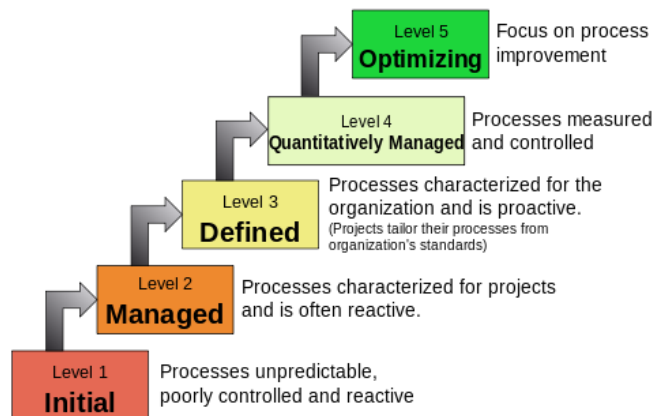 Level 5
Optimizing
Focus on process
improvement
Level 4
Quantitatively Managed
Processes measured
and controlled
Level 3
Defined
Processes characterized for the
organization and is proactive.
(Projects tailor their processes from
organization's standards)
Level 2
Managed
Processes characterized for projects
and is often reactive.
Level 1
Initial
Processes unpredictable,
poorly controlled and reactive